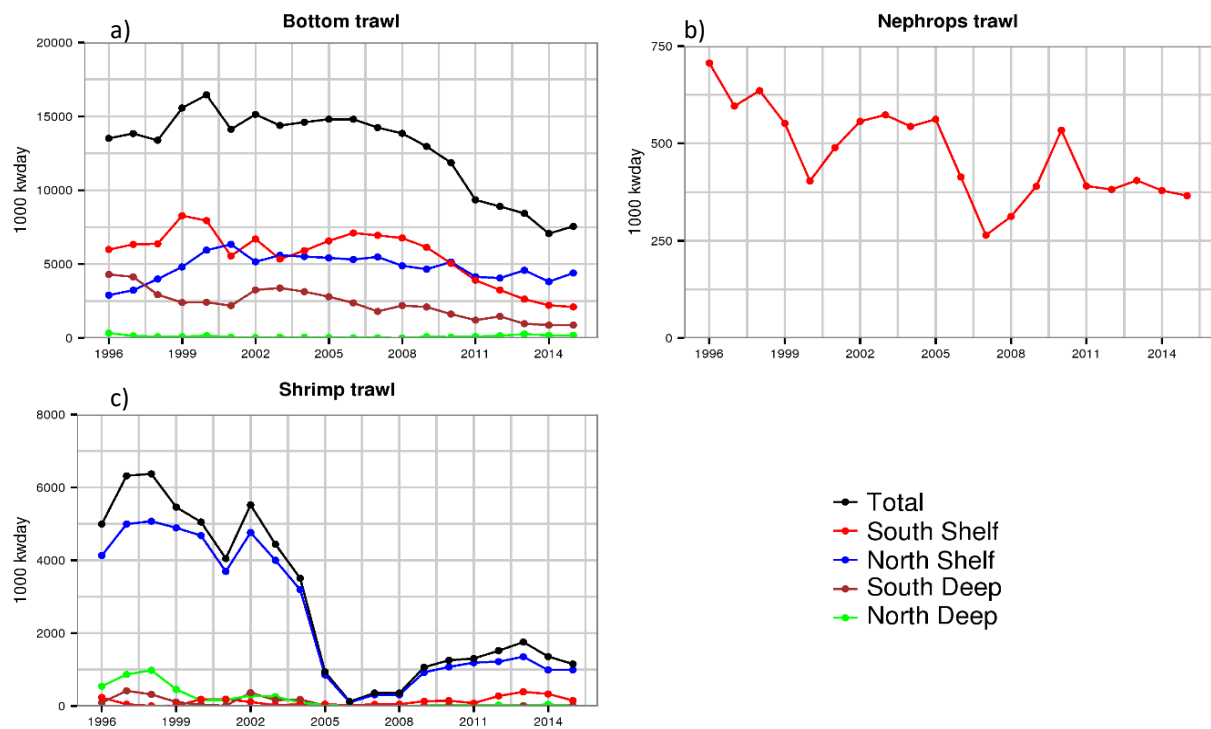 a)
Bottom trawl
20000
15000
10000
5000
0
1000 kwday
1996 1999 2002 2005 2008 2011 2014
b)
Nephrops trawl
750
500
250
0
1000 kwday
1996 1999 2002 2005 2008 2011 2014
c)
Shrimp trawl
8000
6000
4000
2000
0
1000 kwday
1996 1999 2002 2005 2008 2011 2014
Total
South Shelf
North Shelf
South Deep
North Deep